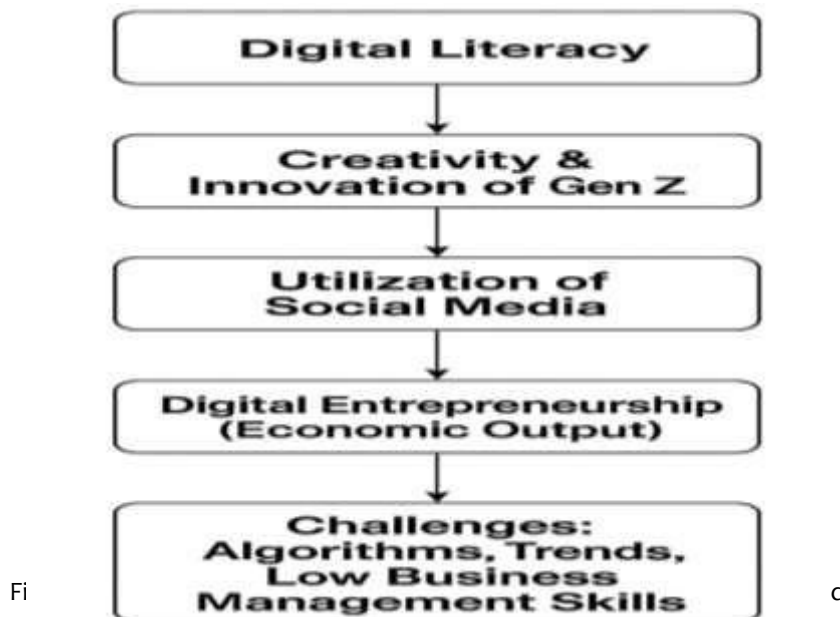 Digital Literacy
Creativity &
Innovation of Gen Z
Utilization of
Social Media
Digital Entrepreneurship
(Economic Output)
Challenges:
Algorithms, Trends,
Low Business
Management Skills